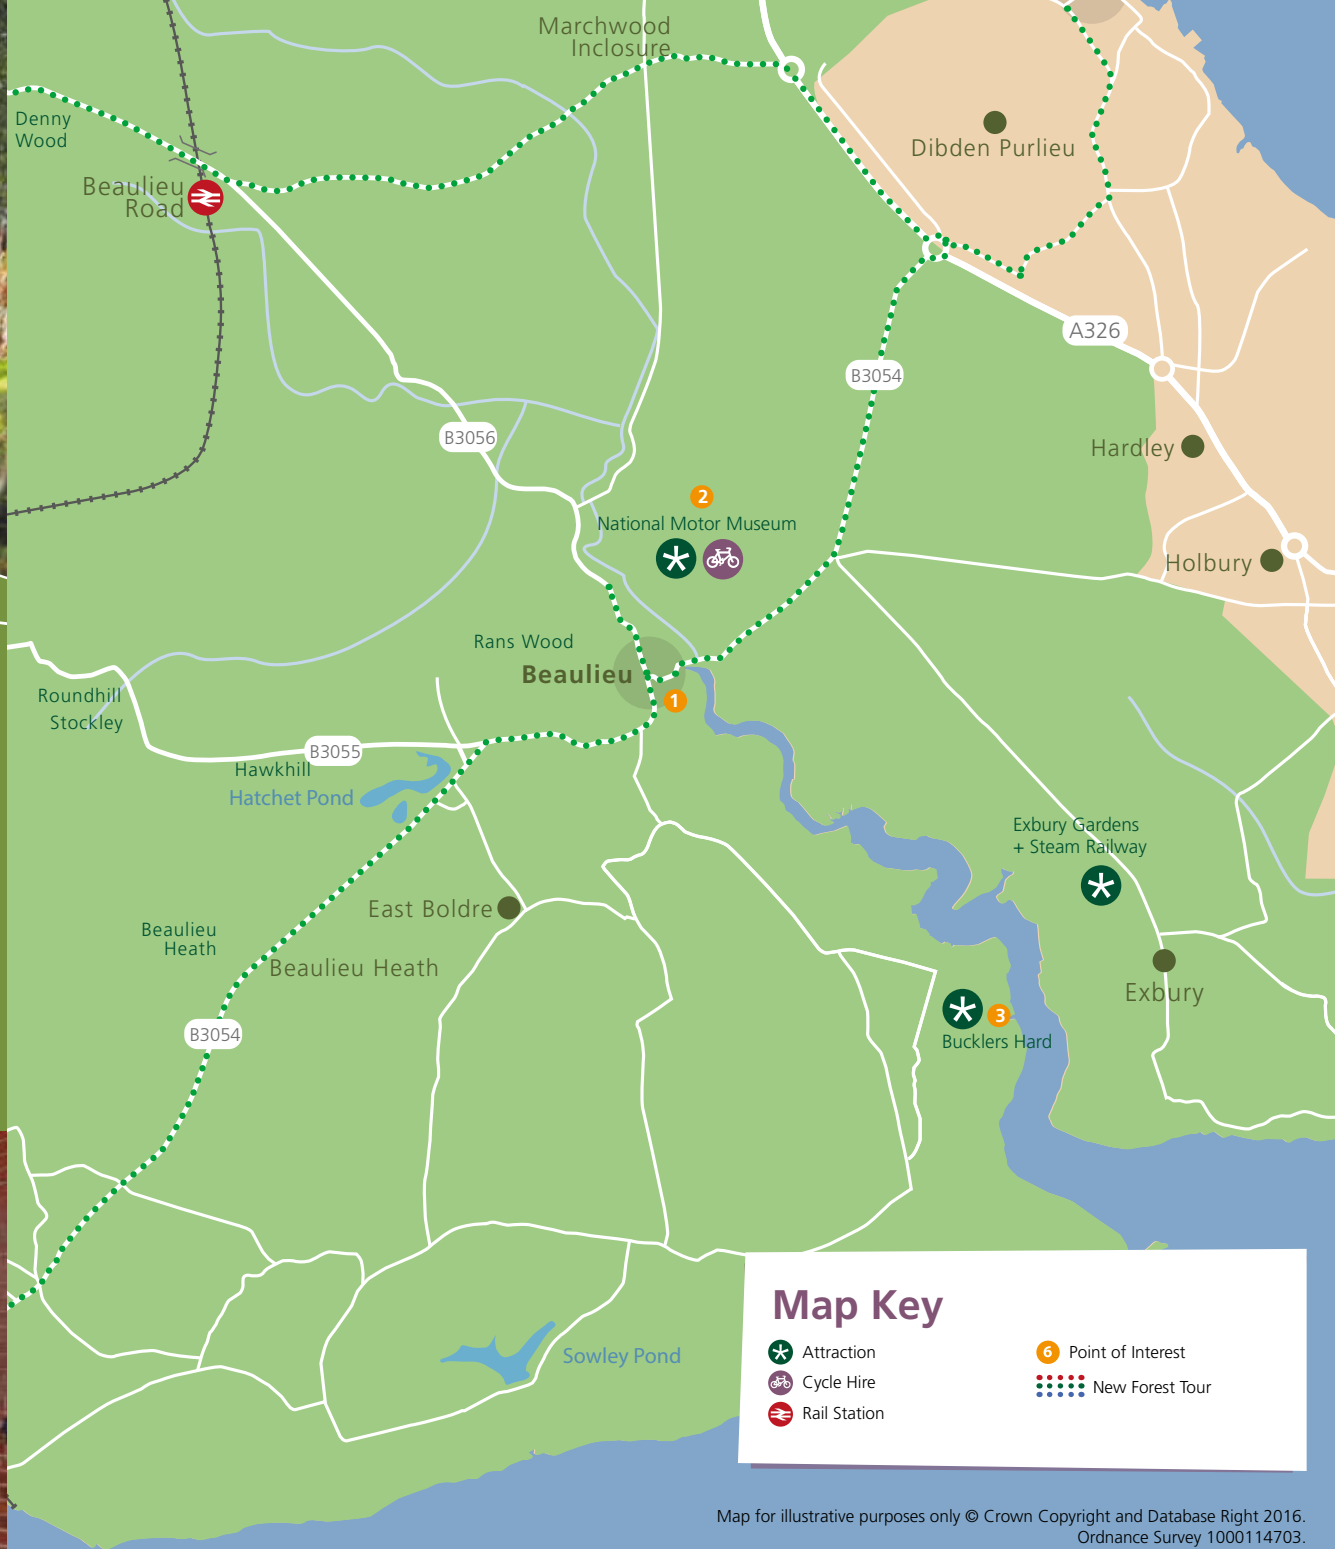 Marchwood
Inclosure
Denny
Wood
Dibden Purlieu
Beaulieu
Road
A326
B3054
B3056
Hardley
2
National Motor Museum
Holbury
Rans Wood
Beaulieu
1
Roundhill
Stockley
B3055
Hawkhill
Hatchet Pond
Exbury Gardens
+ Steam Railway
East Boldre
Beaulieu
Heath
Beaulieu Heath
Exbury
3
Bucklers Hard
B3054
Map Key
Attraction
6 Point of Interest
Cycle Hire
New Forest Tour
Rail Station
Sowley Pond
Map for illustrative purposes only © Crown Copyright and Database Right 2016.
Ordnance Survey 1000114703.